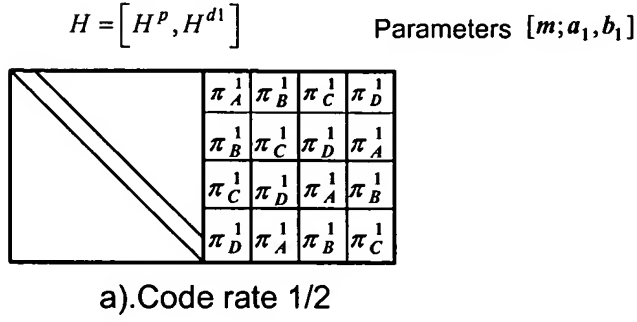 H = [H^p, H^{d1}] Parameters [m; a₁, b₁]
π_A^1 π_B^1 π_C^1 π_D^1
π_B^1 π_C^1 π_D^1 π_A^1
π_C^1 π_D^1 π_A^1 π_B^1
π_D^1 π_A^1 π_B^1 π_C^1
a).Code rate 1/2